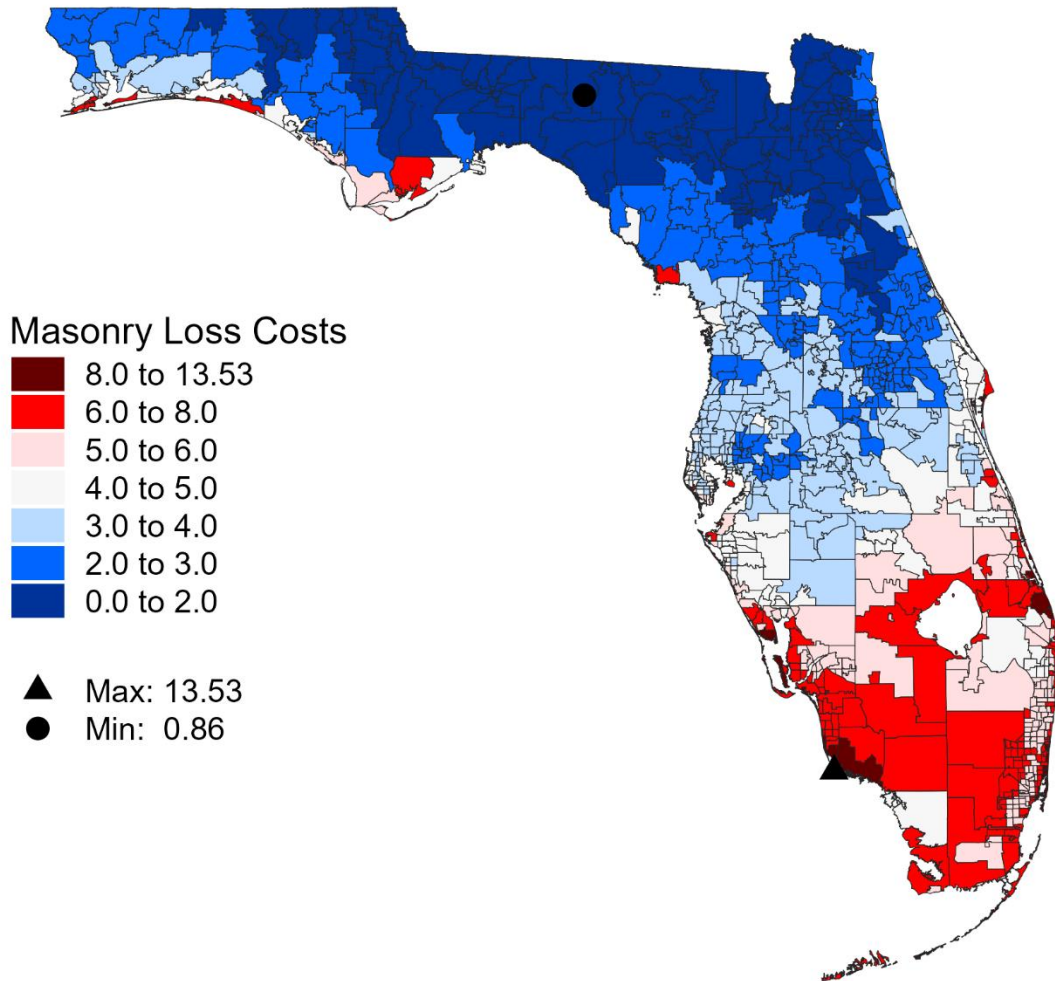 Masonry Loss Costs
8.0 to 13.53
6.0 to 8.0
5.0 to 6.0
4.0 to 5.0
3.0 to 4.0
2.0 to 3.0
0.0 to 2.0
Max: 13.53
Min: 0.86